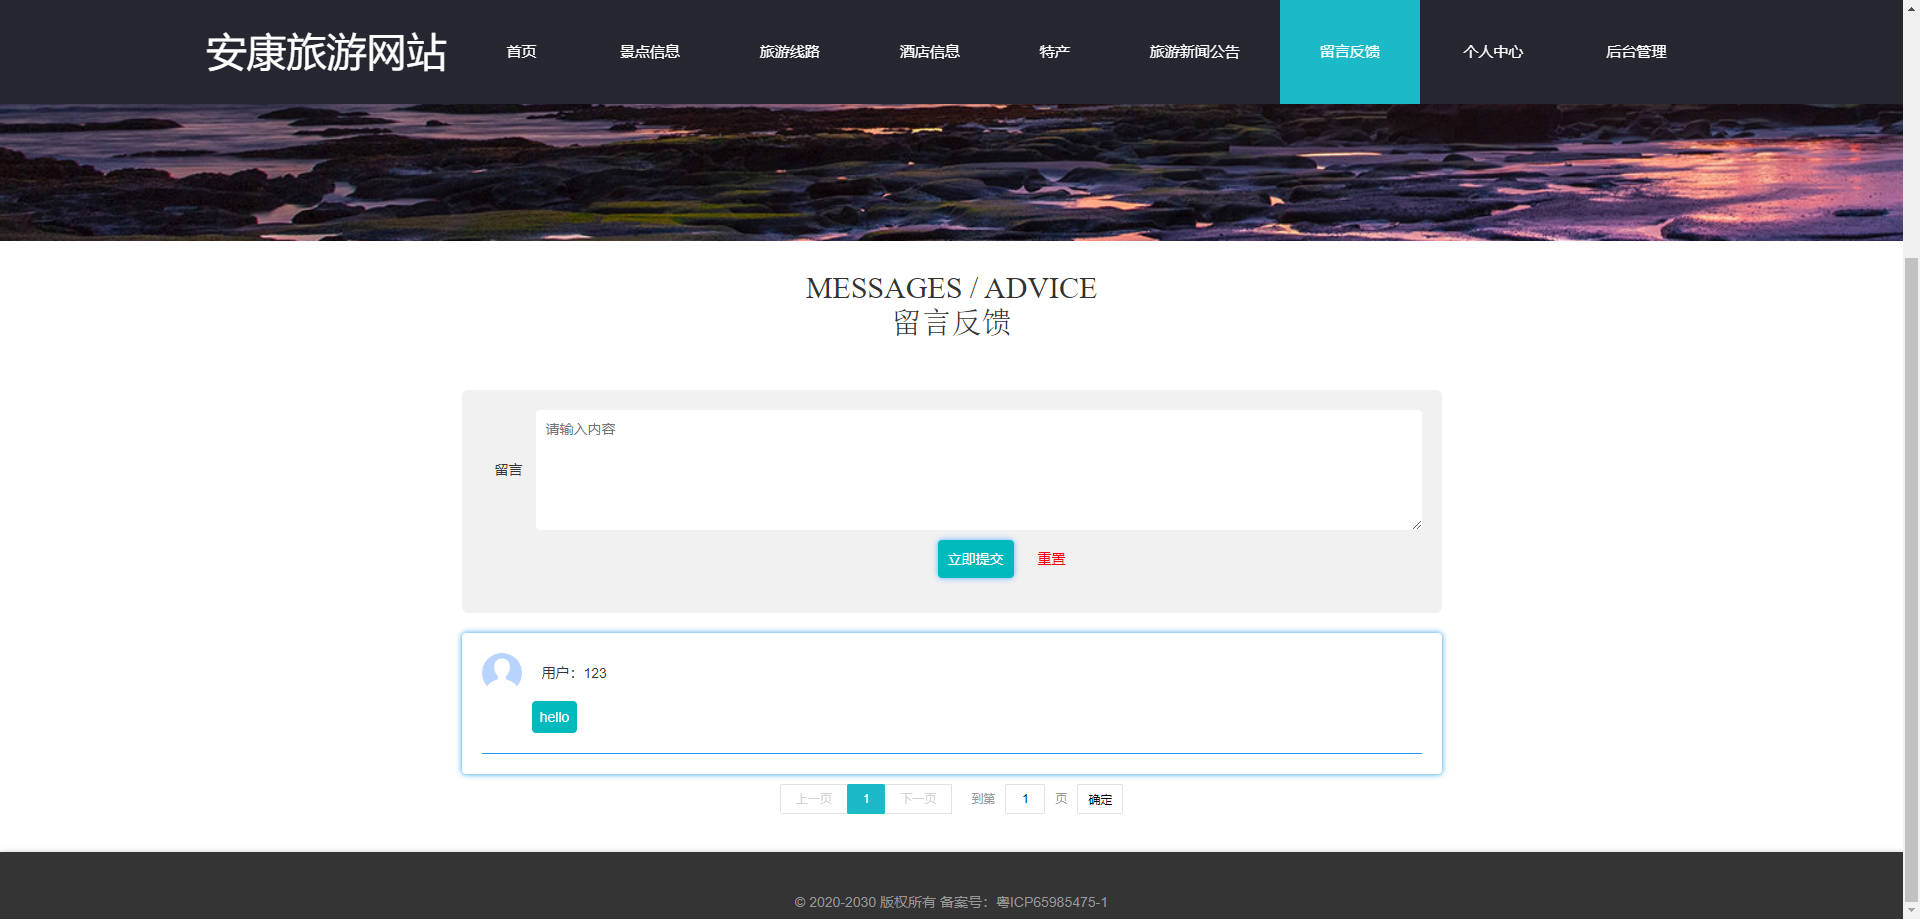 安康旅游网站 首页 景点信息 旅游线路 酒店信息 特产 旅游新闻公告 留言反馈 个人中心 后台管理
MESSAGES / ADVICE
留言反馈
请输入内容
留言
立即提交 重置
用户：123
hello
上一页 1 下一页 到第 1 页 确定
© 2020-2030 版权所有 备案号：粤ICP65985475-1